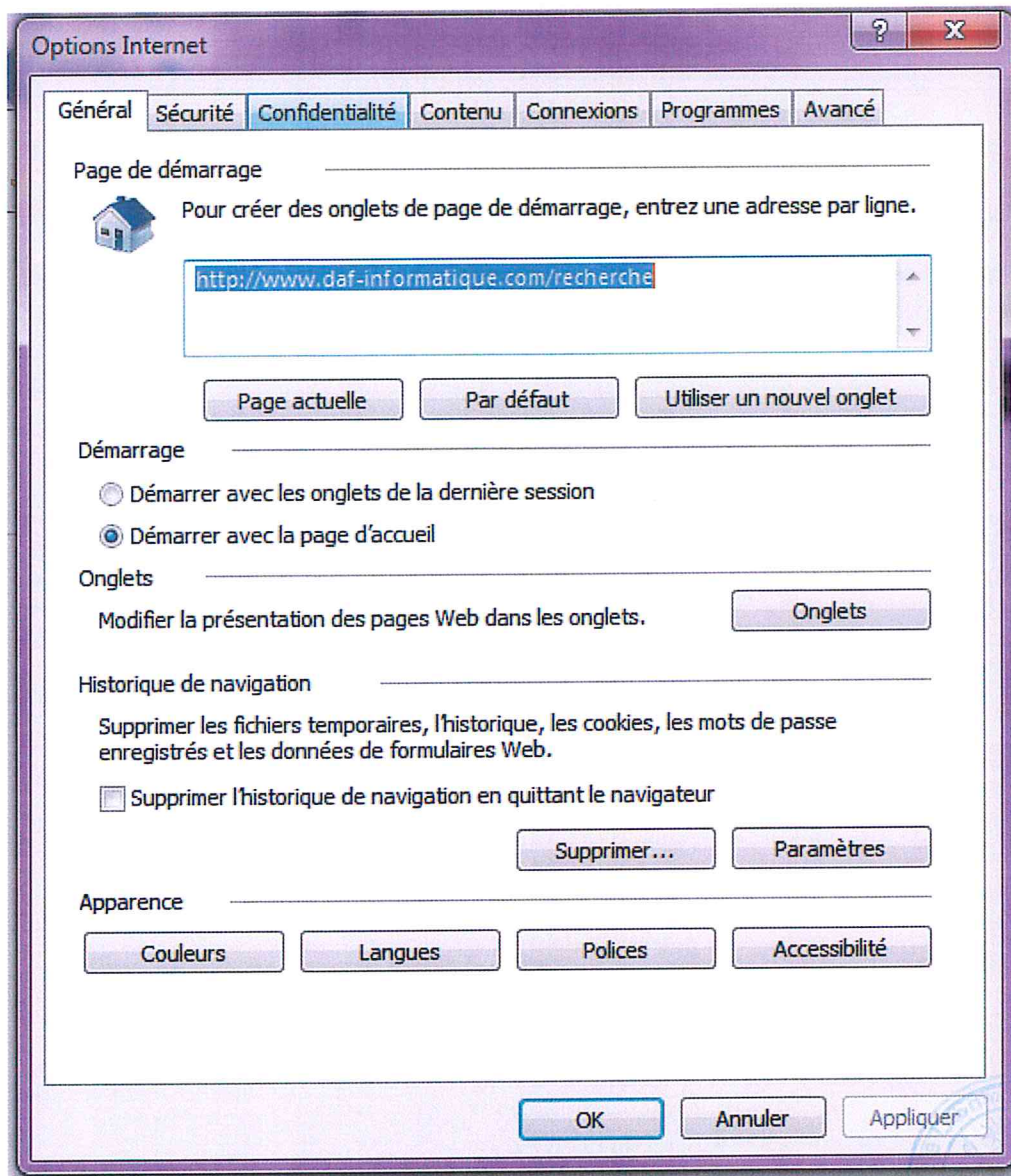 Options Internet
?
X
Général Sécurité Confidentialité Contenu Connexions Programmes Avancé
Page de démarrage
Pour créer des onglets de page de démarrage, entrez une adresse par ligne.
http://www.daf-informatique.com/recherche
Page actuelle Par défaut Utiliser un nouvel onglet
Démarrage
Démarrer avec les onglets de la dernière session
Démarrer avec la page d'accueil
Onglets
Modifier la présentation des pages Web dans les onglets.
Onglets
Historique de navigation
Supprimer les fichiers temporaires, l'historique, les cookies, les mots de passe
enregistrés et les données de formulaires Web.
Supprimer l'historique de navigation en quittant le navigateur
Supprimer... Paramètres
Apparence
Couleurs Langues Polices Accessibilité
OK Annuler Appliquer